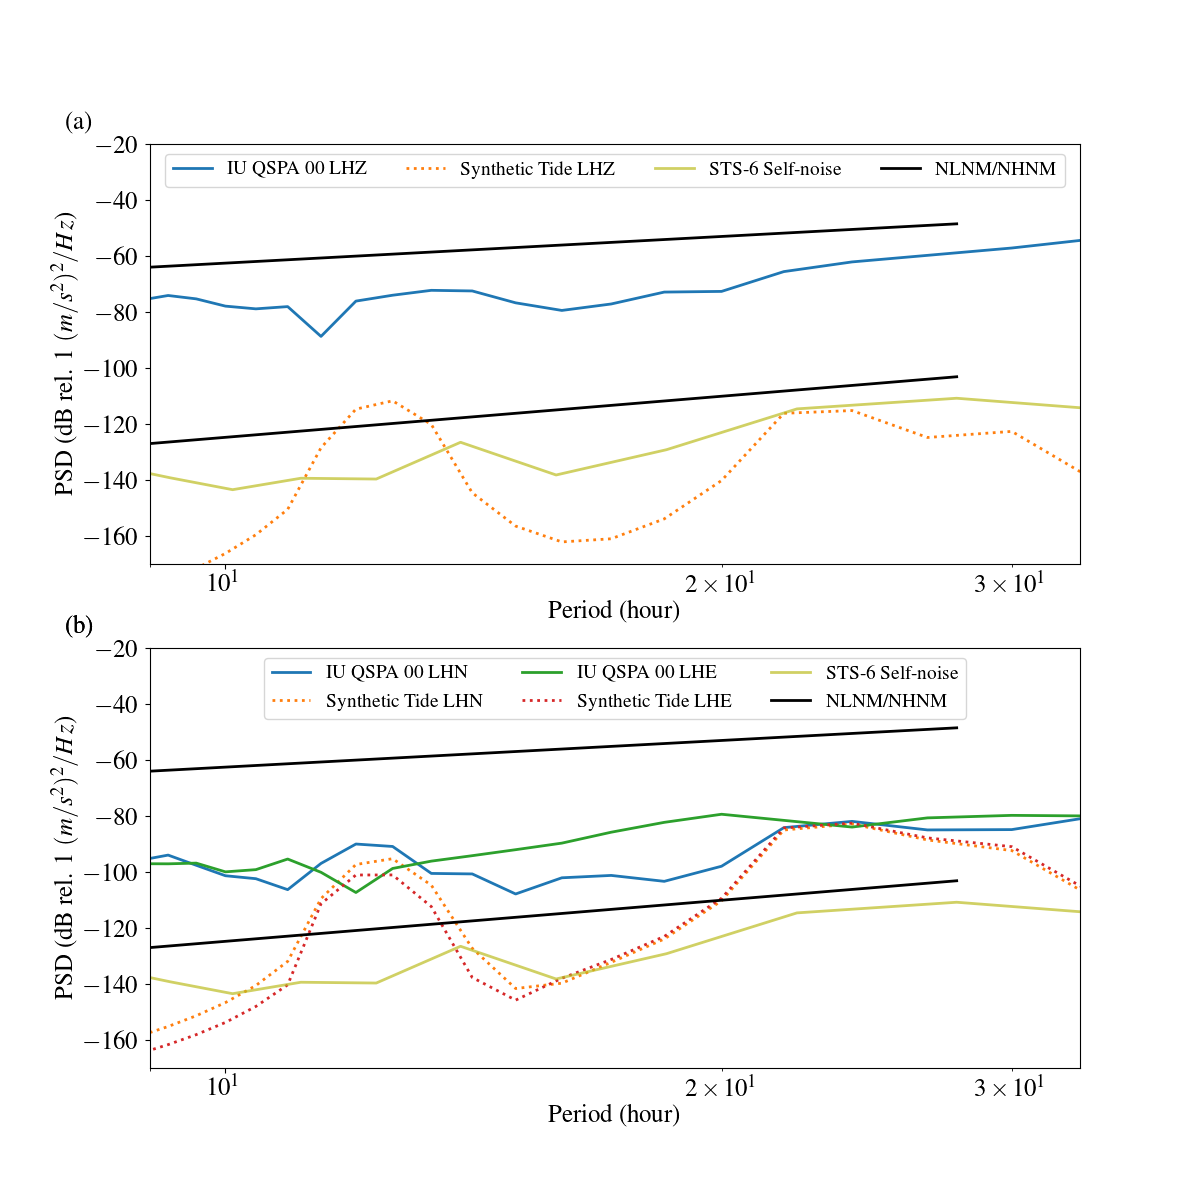 (a)
−20
IU QSPA 00 LHZ Synthetic Tide LHZ STS-6 Self-noise NLNM/NHNM
−40
−60
−80
−100
−120
−140
−160
PSD (dB rel. 1 (m/s²)²/Hz)
10¹ 2×10¹ 3×10¹
Period (hour)
(b)
−20
IU QSPA 00 LHN IU QSPA 00 LHE STS-6 Self-noise
Synthetic Tide LHN Synthetic Tide LHE NLNM/NHNM
−40
−60
−80
−100
−120
−140
−160
PSD (dB rel. 1 (m/s²)²/Hz)
10¹ 2×10¹ 3×10¹
Period (hour)